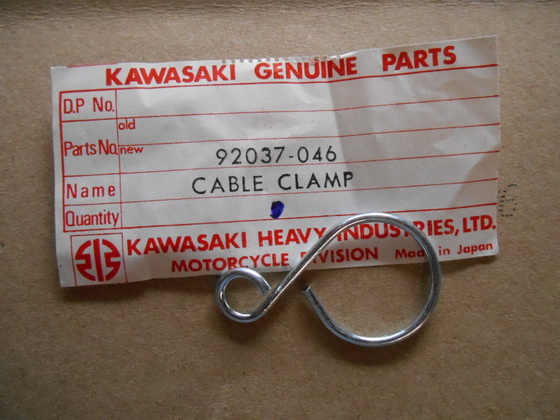 KAWASAKI GENUINE PARTS
D.P No.
old
Parts No. new 92037-046
Name CABLE CLAMP
Quantity
KAWASAKI HEAVY INDUSTRIES, LTD.
MOTORCYCLE DIVISION Made in Japan